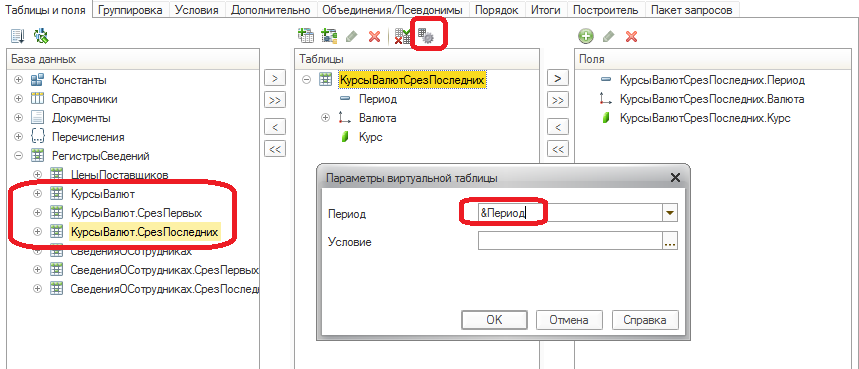 Таблицы и поля Группировка Условия Дополнительно Объединения/Псевдонимы Порядок Итоги Построитель Пакет запросов
База данных
Константы
Справочники
Документы
Перечисления
РегистрыСведений
ЦеныПоставщиков
КурсыВалют
КурсыВалют.СрезПервых
КурсыВалют.СрезПоследних
СведенияОСотрудниках
СведенияОСотрудниках.СрезПервых
СведенияОСотрудниках.СрезПослед
>
>>
<
<<
Таблицы
КурсыВалютСрезПоследних
Период
Валюта
Курс
>
>>
<
<<
Поля
КурсыВалютСрезПоследних.Период
КурсыВалютСрезПоследних.Валюта
КурсыВалютСрезПоследних.Курс
Параметры виртуальной таблицы
Период &Период
Условие ...
OK Отмена Справка